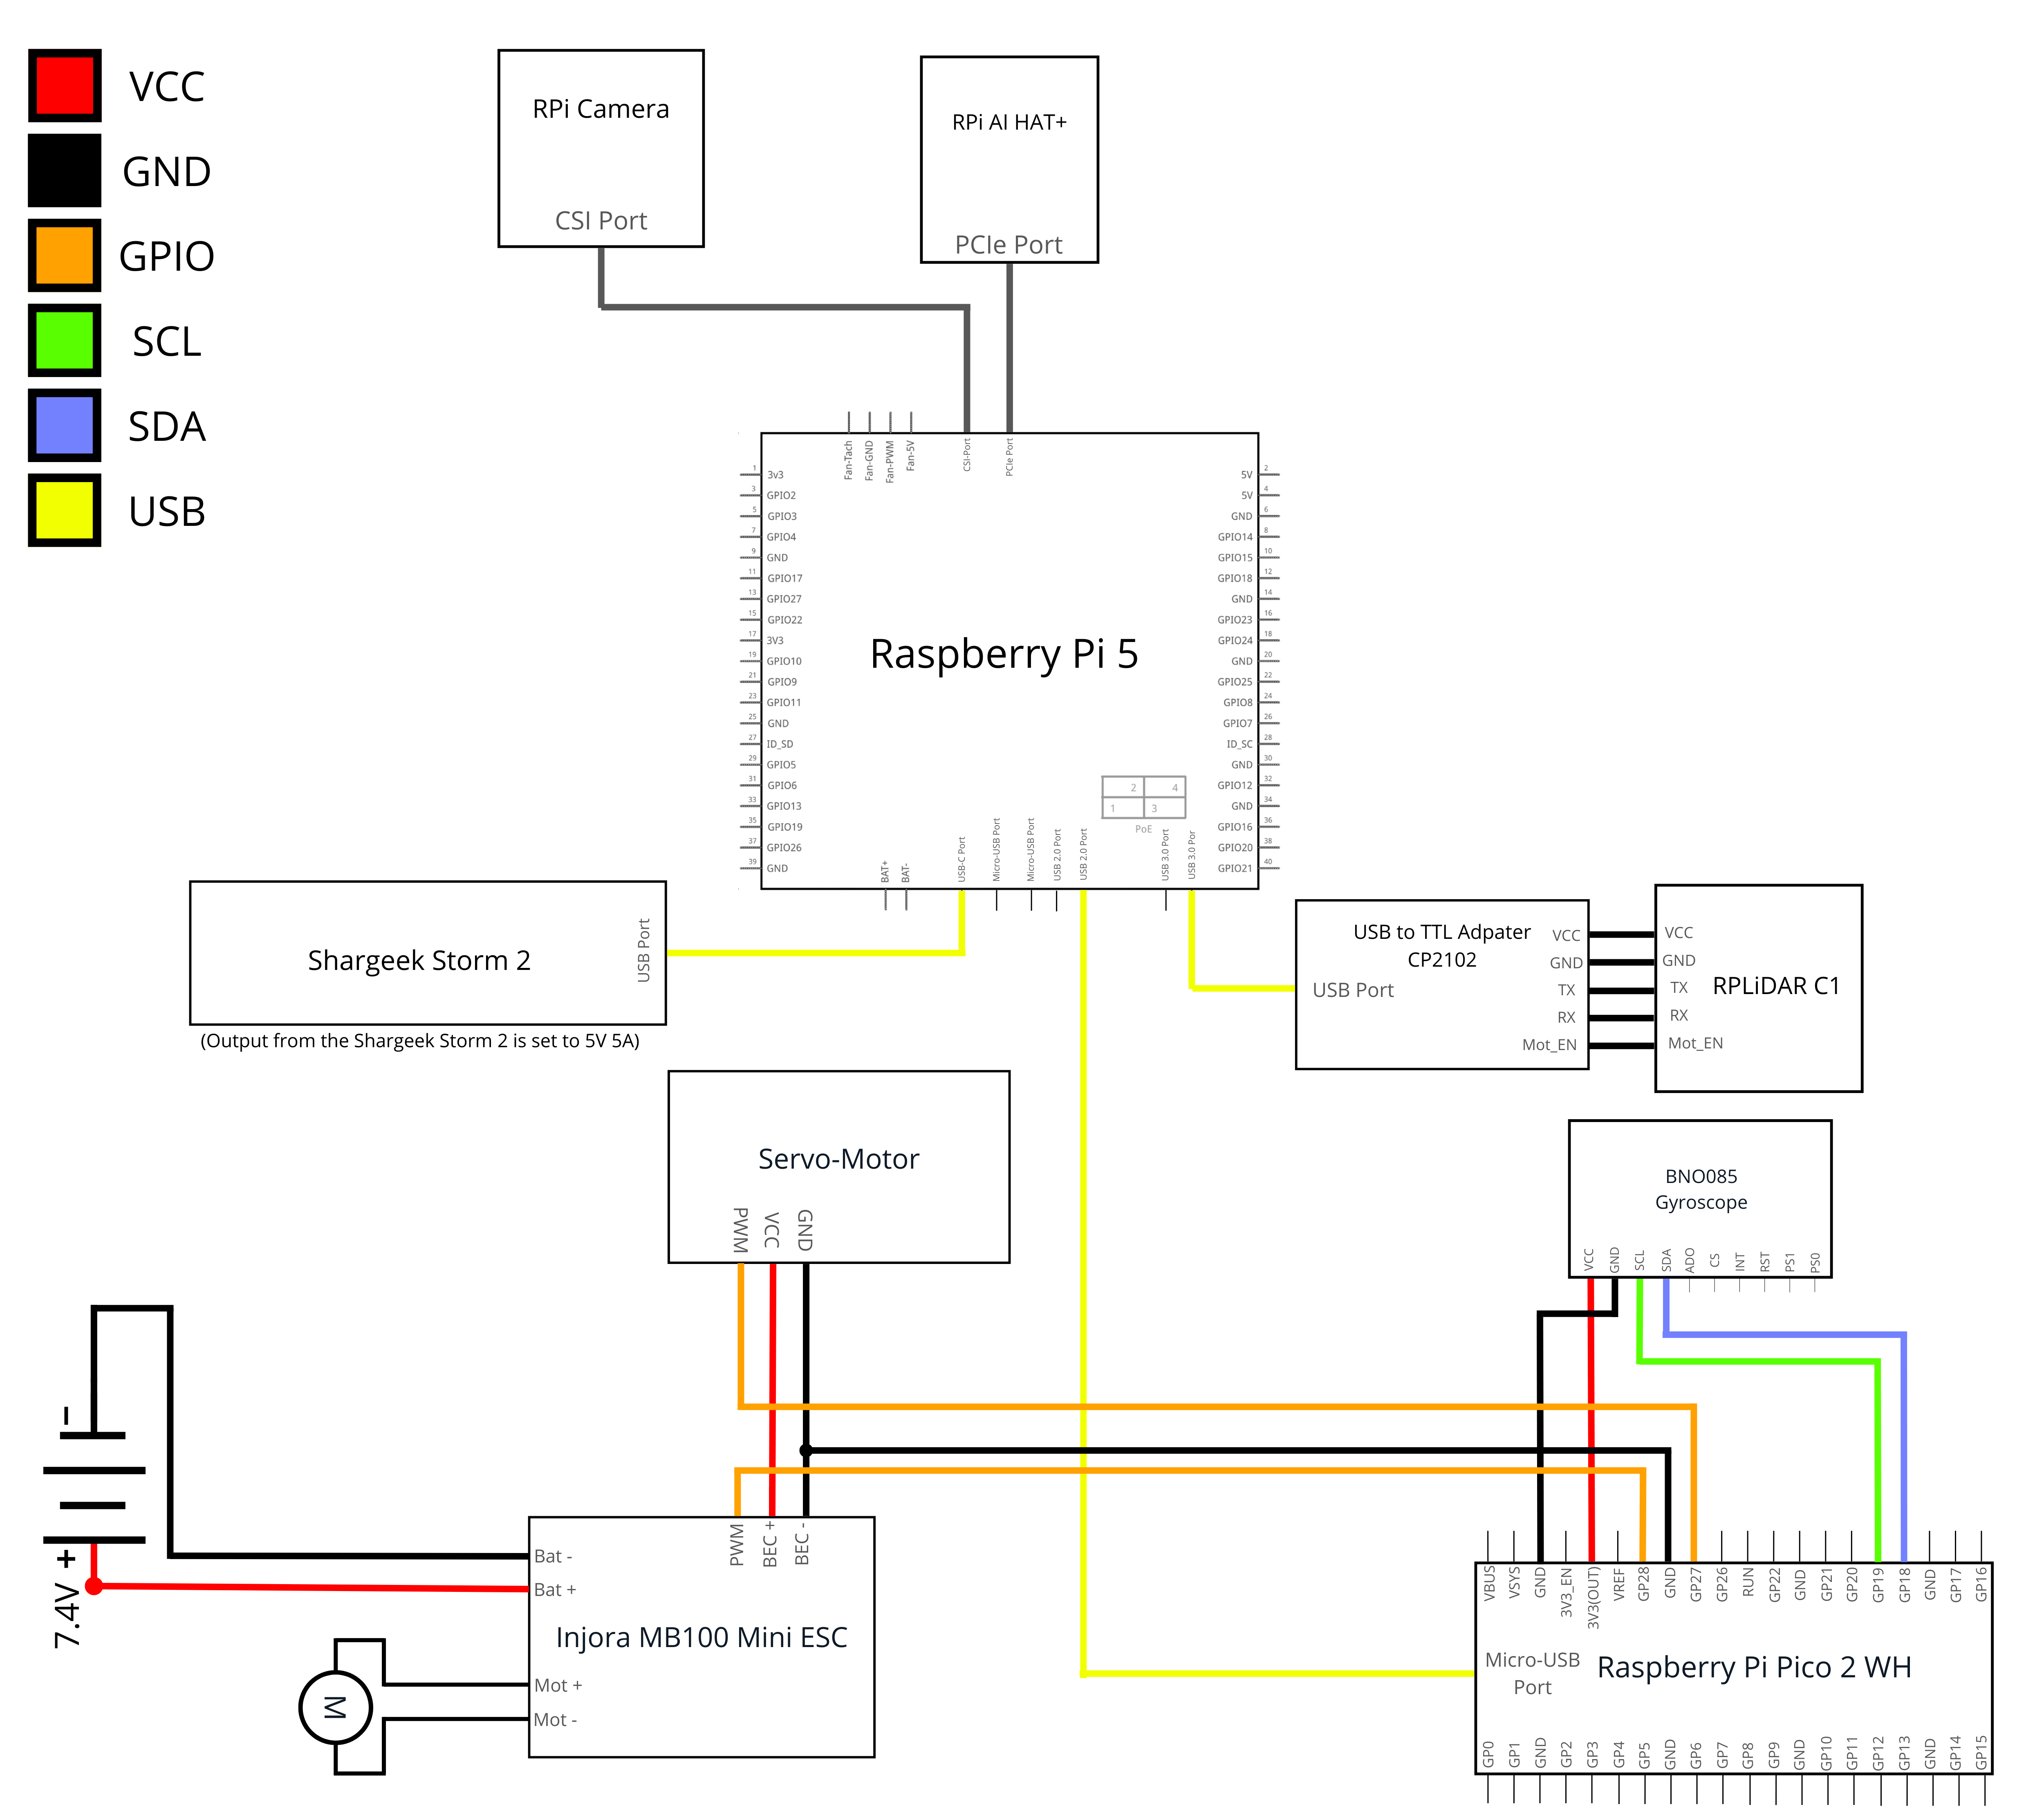 VCC
GND
GPIO
SCL
SDA
USB
RPi Camera
CSI Port
RPi AI HAT+
PCIe Port
Fan-Tach
Fan-GND
Fan-PWM
Fan-5V
CSI-Port
PCIe Port
1 3v3
3 GPIO2
5 GPIO3
7 GPIO4
9 GND
11 GPIO17
13 GPIO27
15 GPIO22
17 3V3
19 GPIO10
21 GPIO9
23 GPIO11
25 GND
27 ID_SD
29 GPIO5
31 GPIO6
33 GPIO13
35 GPIO19
37 GPIO26
39 GND
Raspberry Pi 5
5V 2
5V 4
GND 6
GPIO14 8
GPIO15 10
GPIO18 12
GND 14
GPIO23 16
GPIO24 18
GND 20
GPIO25 22
GPIO8 24
GPIO7 26
ID_SC 28
GND 30
GPIO12 32
GND 34
GPIO16 36
GPIO20 38
GPIO21 40
2 4
1 3
PoE
BAT+
BAT-
USB-C Port
Micro-USB Port
Micro-USB Port
USB 2.0 Port
USB 2.0 Port
USB 3.0 Port
USB 3.0 Por
Shargeek Storm 2
USB Port
(Output from the Shargeek Storm 2 is set to 5V 5A)
USB to TTL Adpater
CP2102
USB Port
VCC
GND
TX
RX
Mot_EN
VCC
GND
TX
RX
Mot_EN
RPLiDAR C1
Servo-Motor
PWM
VCC
GND
BNO085
Gyroscope
VCC
GND
SCL
SDA
ADO
CS
INT
RST
PS1
PS0
–
7.4V +
PWM
BEC +
BEC -
Bat -
Bat +
Injora MB100 Mini ESC
Mot +
Mot -
M
VBUS
VSYS
GND
3V3_EN
3V3(OUT)
VREF
GP28
GND
GP27
GP26
RUN
GP22
GND
GP21
GP20
GP19
GP18
GND
GP17
GP16
Micro-USB
Port
Raspberry Pi Pico 2 WH
GP0
GP1
GND
GP2
GP3
GP4
GP5
GND
GP6
GP7
GP8
GP9
GND
GP10
GP11
GP12
GP13
GND
GP14
GP15